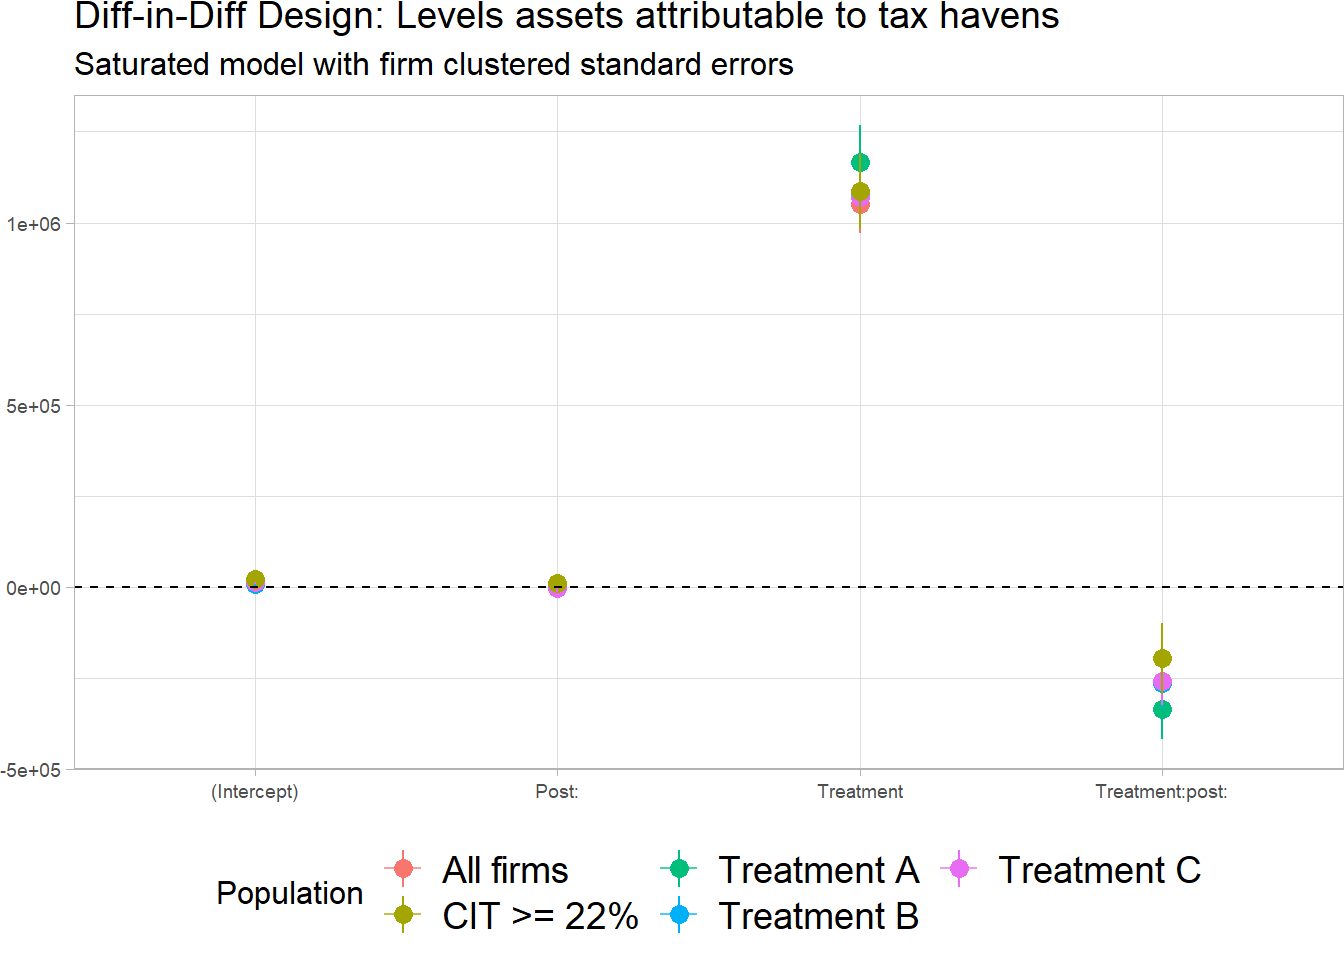 Diff-in-Diff Design: Levels assets attributable to tax havens
Saturated model with firm clustered standard errors
1e+06
5e+05
0e+00
-5e+05
(Intercept) Post: Treatment Treatment:post:
Population
All firms Treatment A Treatment C
CIT >= 22% Treatment B